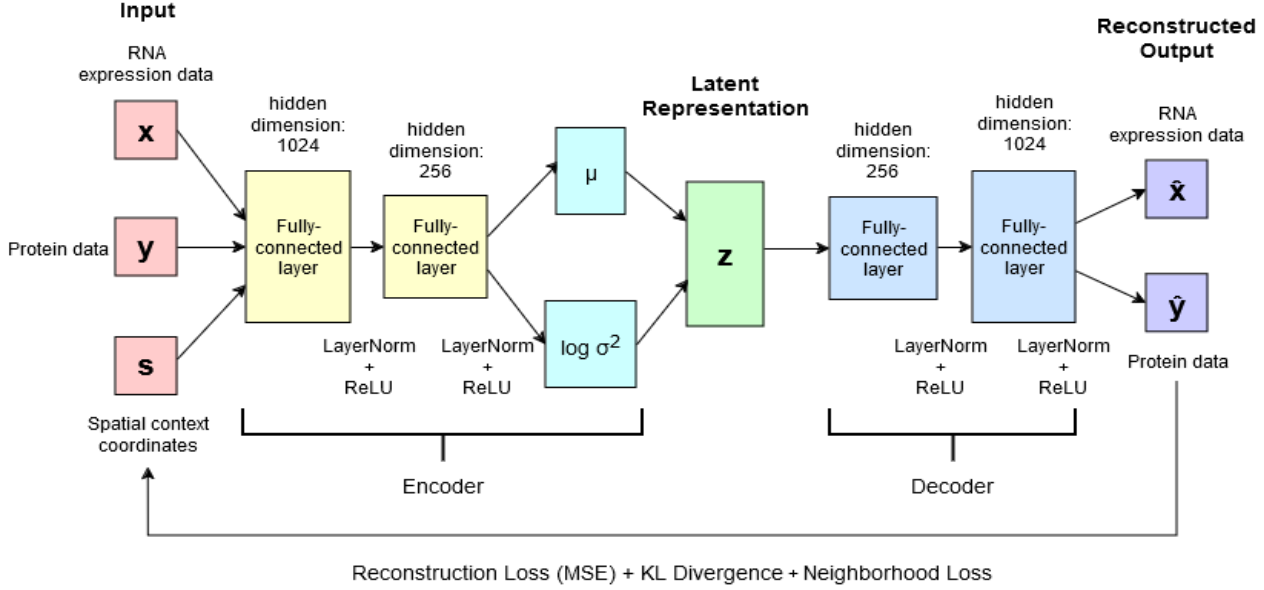 Input
RNA
expression data
x
Protein data
y
s
Spatial context
coordinates
hidden
dimension:
1024
Fully-
connected
layer
LayerNorm
+
ReLU
hidden
dimension:
256
Fully-
connected
layer
LayerNorm
+
ReLU
μ
log σ²
Encoder
Latent
Representation
z
hidden
dimension:
256
Fully-
connected
layer
LayerNorm
+
ReLU
hidden
dimension:
1024
Fully-
connected
layer
LayerNorm
+
ReLU
Decoder
Reconstructed
Output
RNA
expression data
x̂
ŷ
Protein data
Reconstruction Loss (MSE) + KL Divergence + Neighborhood Loss